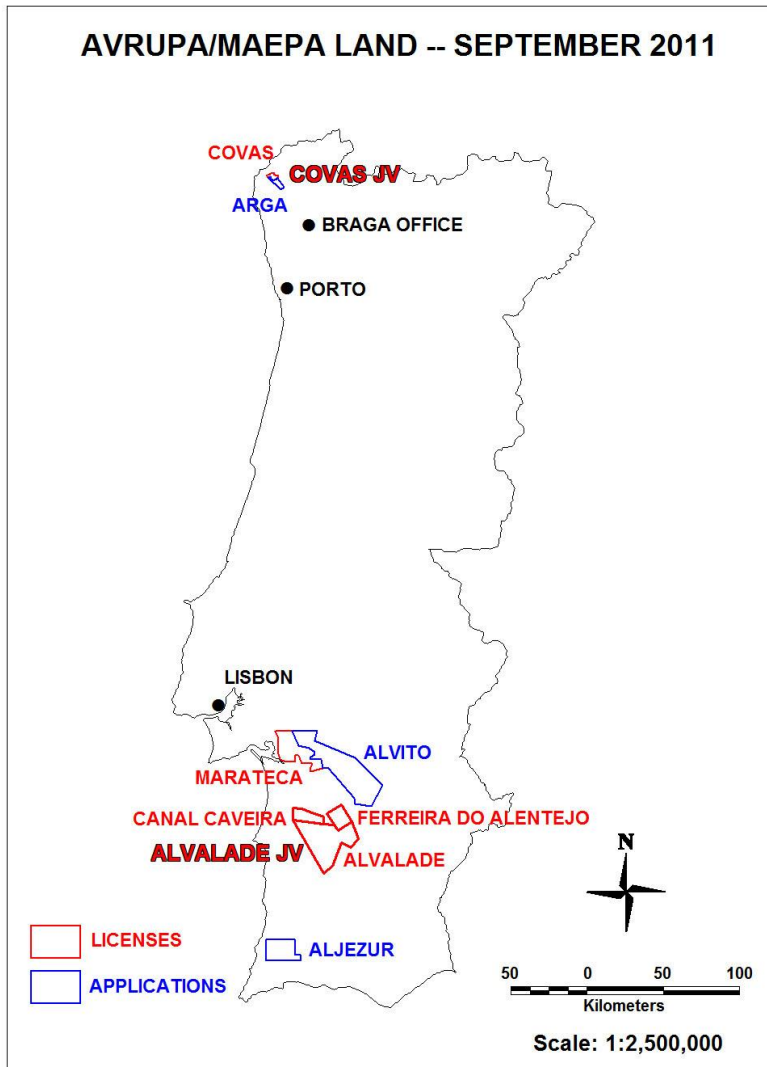 AVRUPA/MAEPA LAND -- SEPTEMBER 2011
COVAS
COVAS JV
ARGA
BRAGA OFFICE
PORTO
LISBON
ALVITO
MARATECA
CANAL CAVEIRA
FERREIRA DO ALENTEJO
ALVALADE JV
ALVALADE
N
LICENSES
ALJEZUR
APPLICATIONS
50 0 50 100
Kilometers
Scale: 1:2,500,000